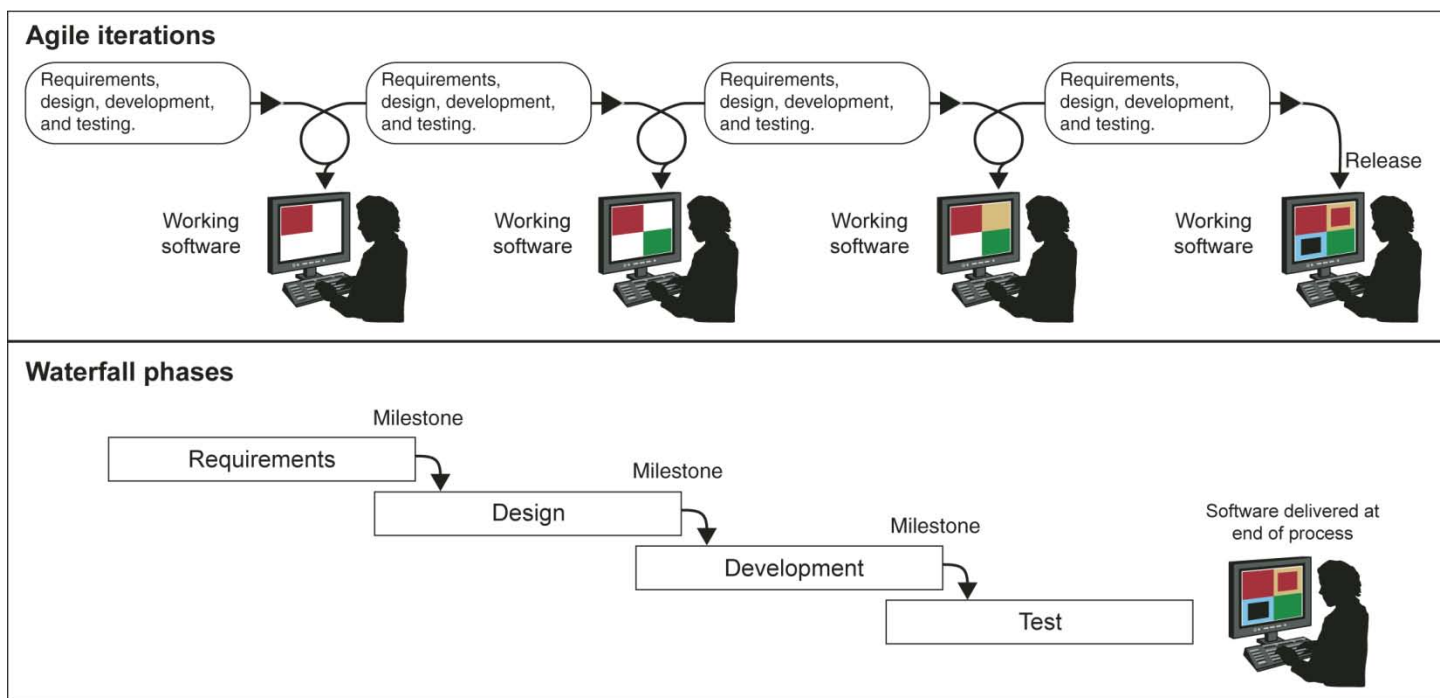 Agile iterations
Requirements,
design, development,
and testing.
Requirements,
design, development,
and testing.
Requirements,
design, development,
and testing.
Requirements,
design, development,
and testing.
Release
Working
software
Working
software
Working
software
Working
software
Waterfall phases
Milestone
Requirements
Milestone
Design
Milestone
Development
Software delivered at
end of process
Test